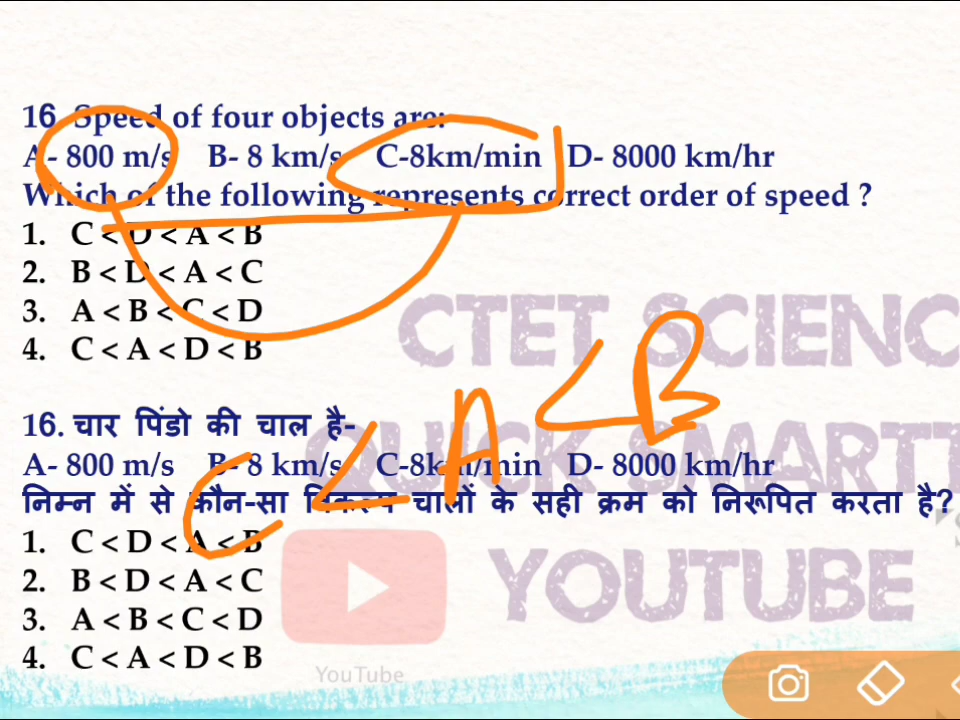 16. Speed of four objects are:
A- 800 m/s B- 8 km/s C-8km/min D- 8000 km/hr
Which of the following represents correct order of speed ?
1. C < D < A < B
2. B < D < A < C
3. A < B < C < D
4. C < A < D < B
CTET SCIENC
C < A < B
16. चार पिंडो की चाल है-
QUICK SMART
A- 800 m/s B- 8 km/s C-8km/min D- 8000 km/hr
निम्न में से कौन-सा विकल्प चालों के सही क्रम को निरूपित करता है?
1. C < D < A < B
2. B < D < A < C
3. A < B < C < D
4. C < A < D < B
YOUTUBE
YouTube